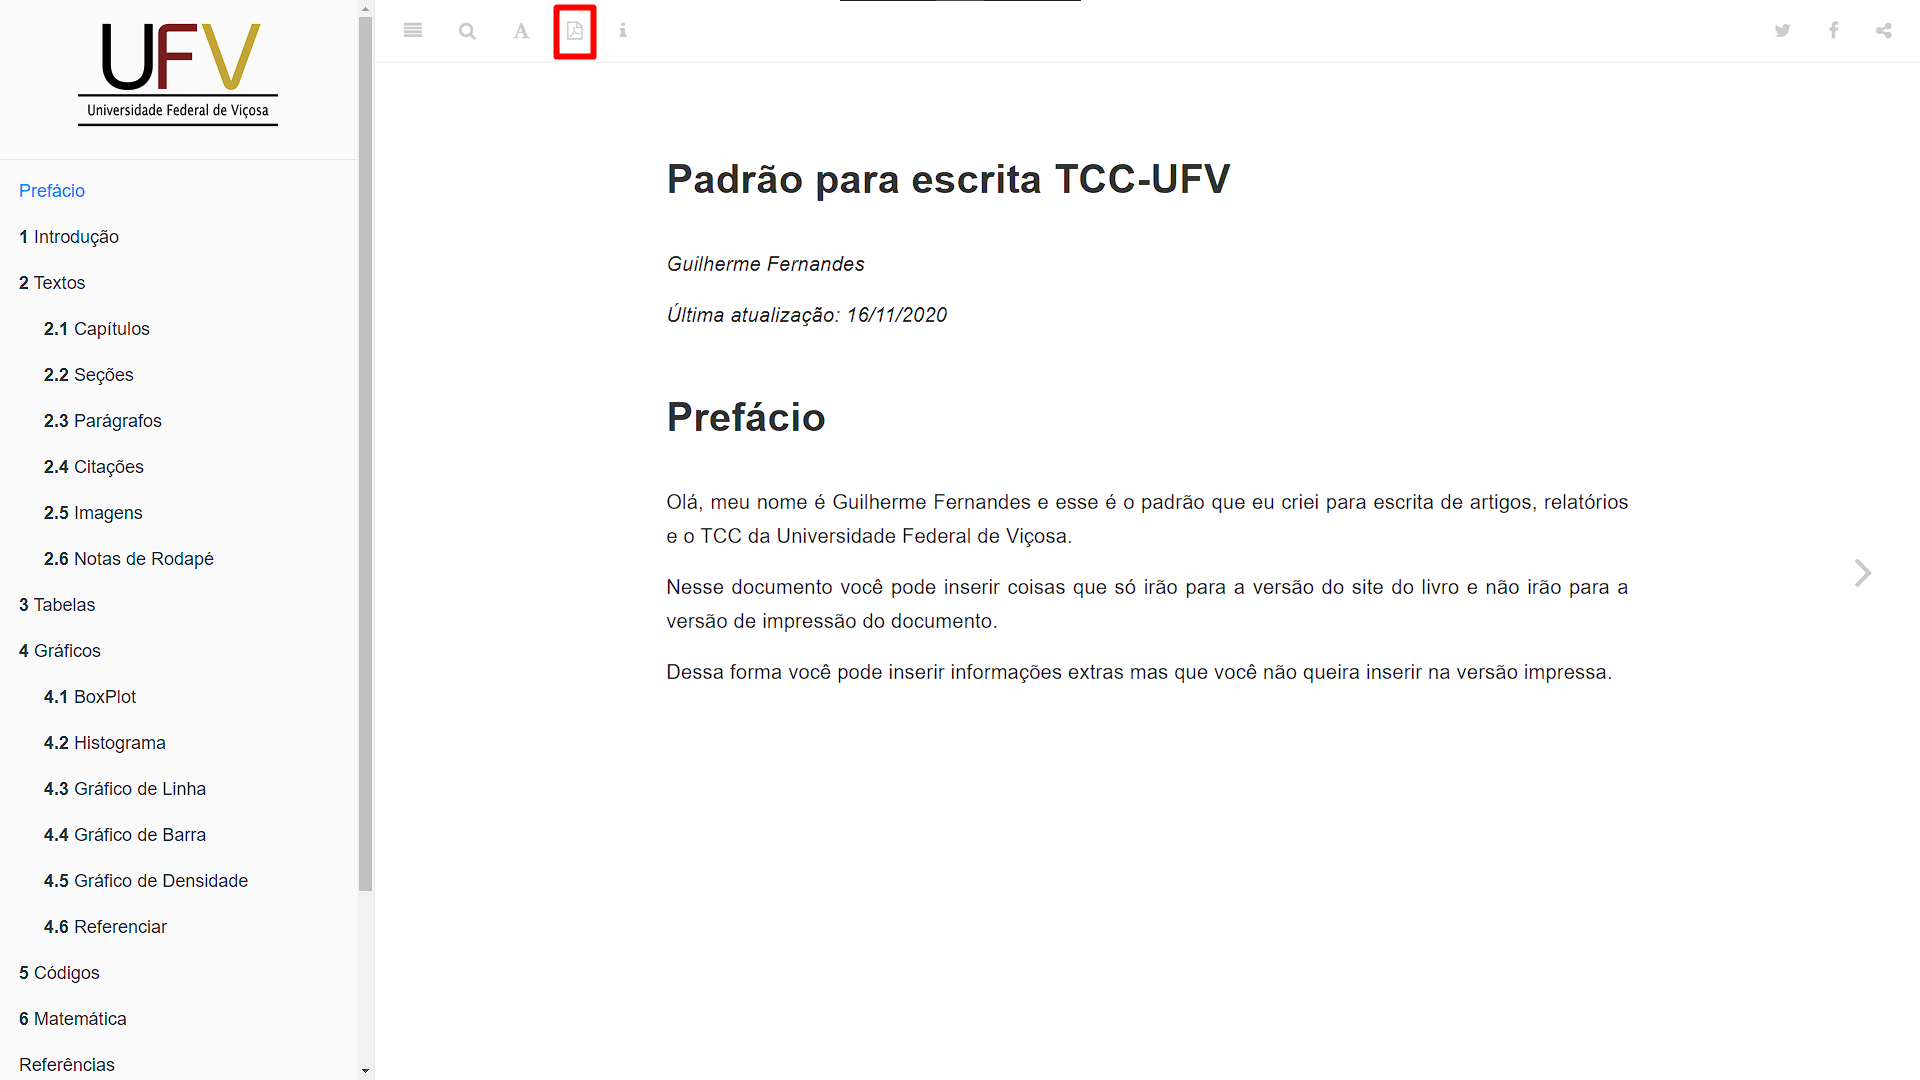 UFV
Universidade Federal de Viçosa
Prefácio
1 Introdução
2 Textos
2.1 Capítulos
2.2 Seções
2.3 Parágrafos
2.4 Citações
2.5 Imagens
2.6 Notas de Rodapé
3 Tabelas
4 Gráficos
4.1 BoxPlot
4.2 Histograma
4.3 Gráfico de Linha
4.4 Gráfico de Barra
4.5 Gráfico de Densidade
4.6 Referenciar
5 Códigos
6 Matemática
Referências
A
Padrão para escrita TCC-UFV
Guilherme Fernandes
Última atualização: 16/11/2020
Prefácio
Olá, meu nome é Guilherme Fernandes e esse é o padrão que eu criei para escrita de artigos, relatórios
e o TCC da Universidade Federal de Viçosa.
Nesse documento você pode inserir coisas que só irão para a versão do site do livro e não irão para a
versão de impressão do documento.
Dessa forma você pode inserir informações extras mas que você não queira inserir na versão impressa.